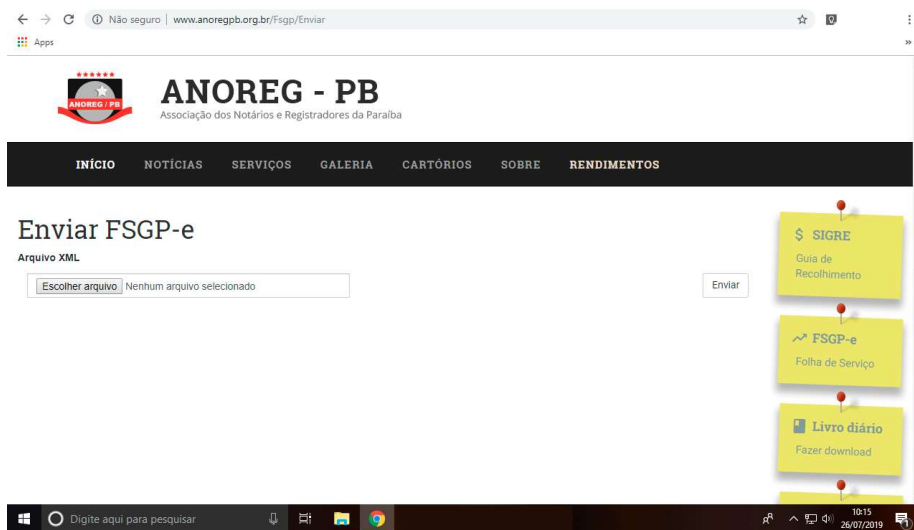 Não seguro | www.anoregpb.org.br/Fsgp/Enviar
Apps
»
ANOREG / PB
ANOREG - PB
Associação dos Notários e Registradores da Paraíba
INÍCIO NOTÍCIAS SERVIÇOS GALERIA CARTÓRIOS SOBRE RENDIMENTOS
Enviar FSGP-e
Arquivo XML
Escolher arquivo Nenhum arquivo selecionado
Enviar
$ SIGRE
Guia de
Recolhimento
FSGP-e
Folha de Serviço
Livro diário
Fazer download
Digite aqui para pesquisar
10:15
26/07/2019